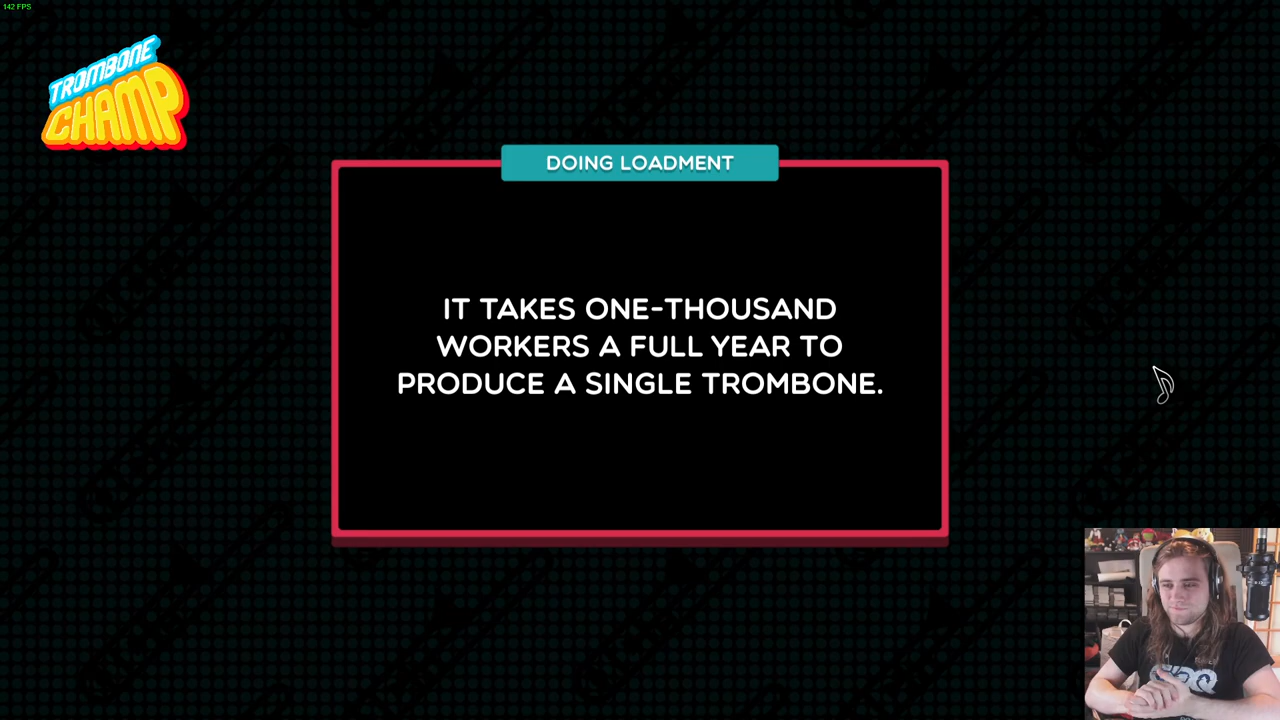 142 FPS
TROMBONE
CHAMP
DOING LOADMENT
IT TAKES ONE-THOUSAND
WORKERS A FULL YEAR TO
PRODUCE A SINGLE TROMBONE.